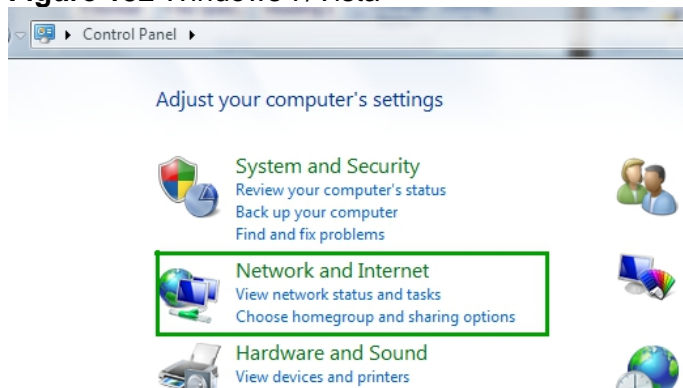 Control Panel
Adjust your computer's settings
System and Security
Review your computer's status
Back up your computer
Find and fix problems
Network and Internet
View network status and tasks
Choose homegroup and sharing options
Hardware and Sound
View devices and printers